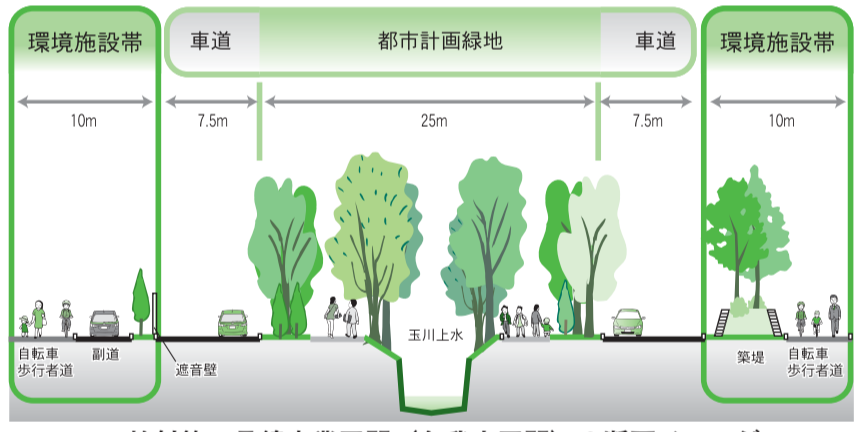 環境施設帯
車道
都市計画緑地
車道
環境施設帯
10m
7.5m
25m
7.5m
10m
玉川上水
自転車
歩行者道
副道
遮音壁
築堤
自転車
歩行者道